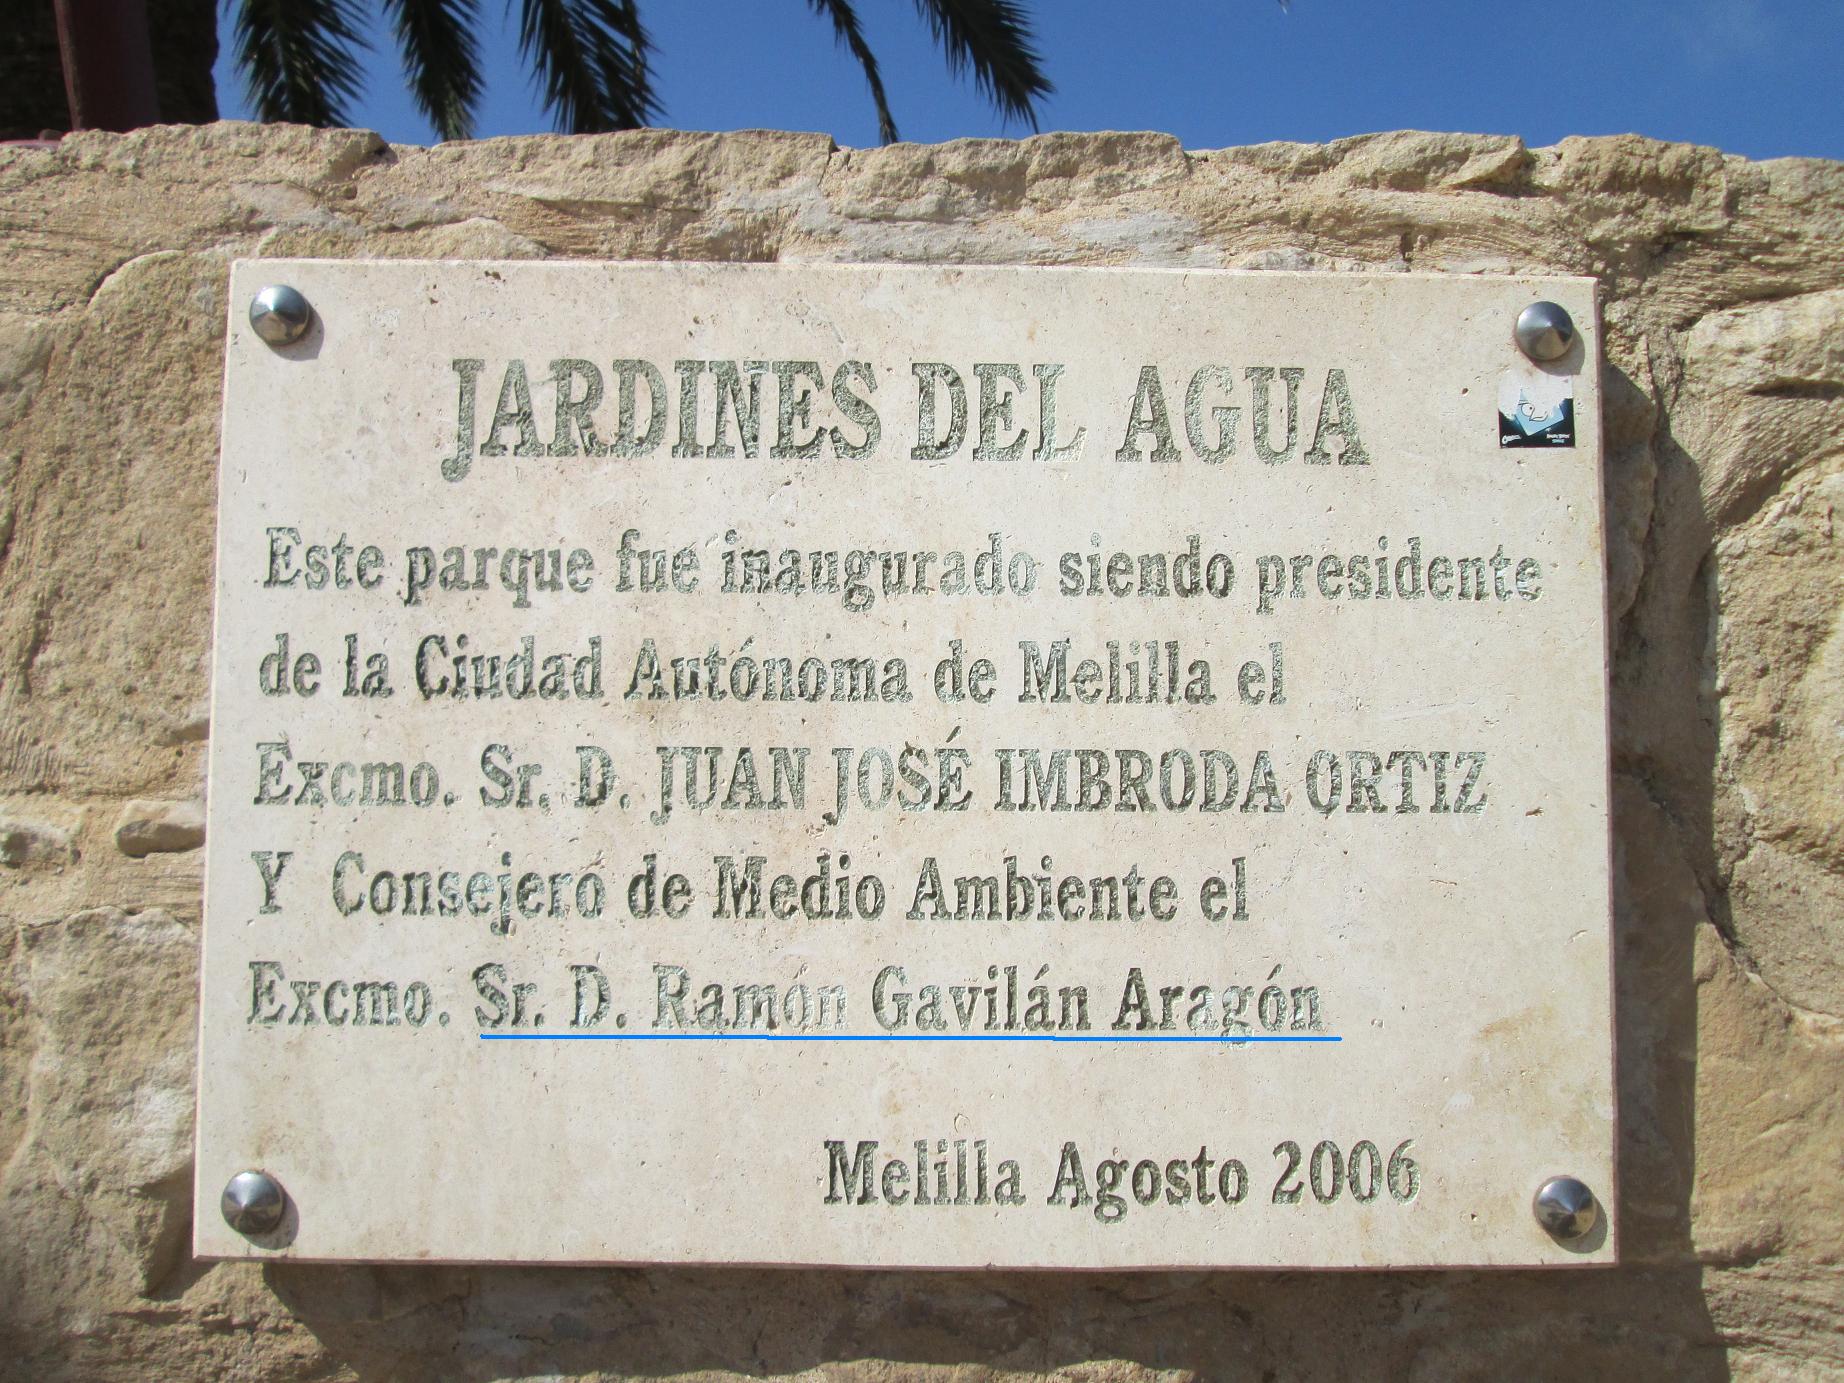 JARDINES DEL AGUA
Este parque fue inaugurado siendo presidente
de la Ciudad Autónoma de Melilla el
Excmo. Sr. D. JUAN JOSÉ IMBRODA ORTIZ
Y Consejero de Medio Ambiente el
Excmo. Sr. D. Ramón Gavilán Aragón
Melilla Agosto 2006